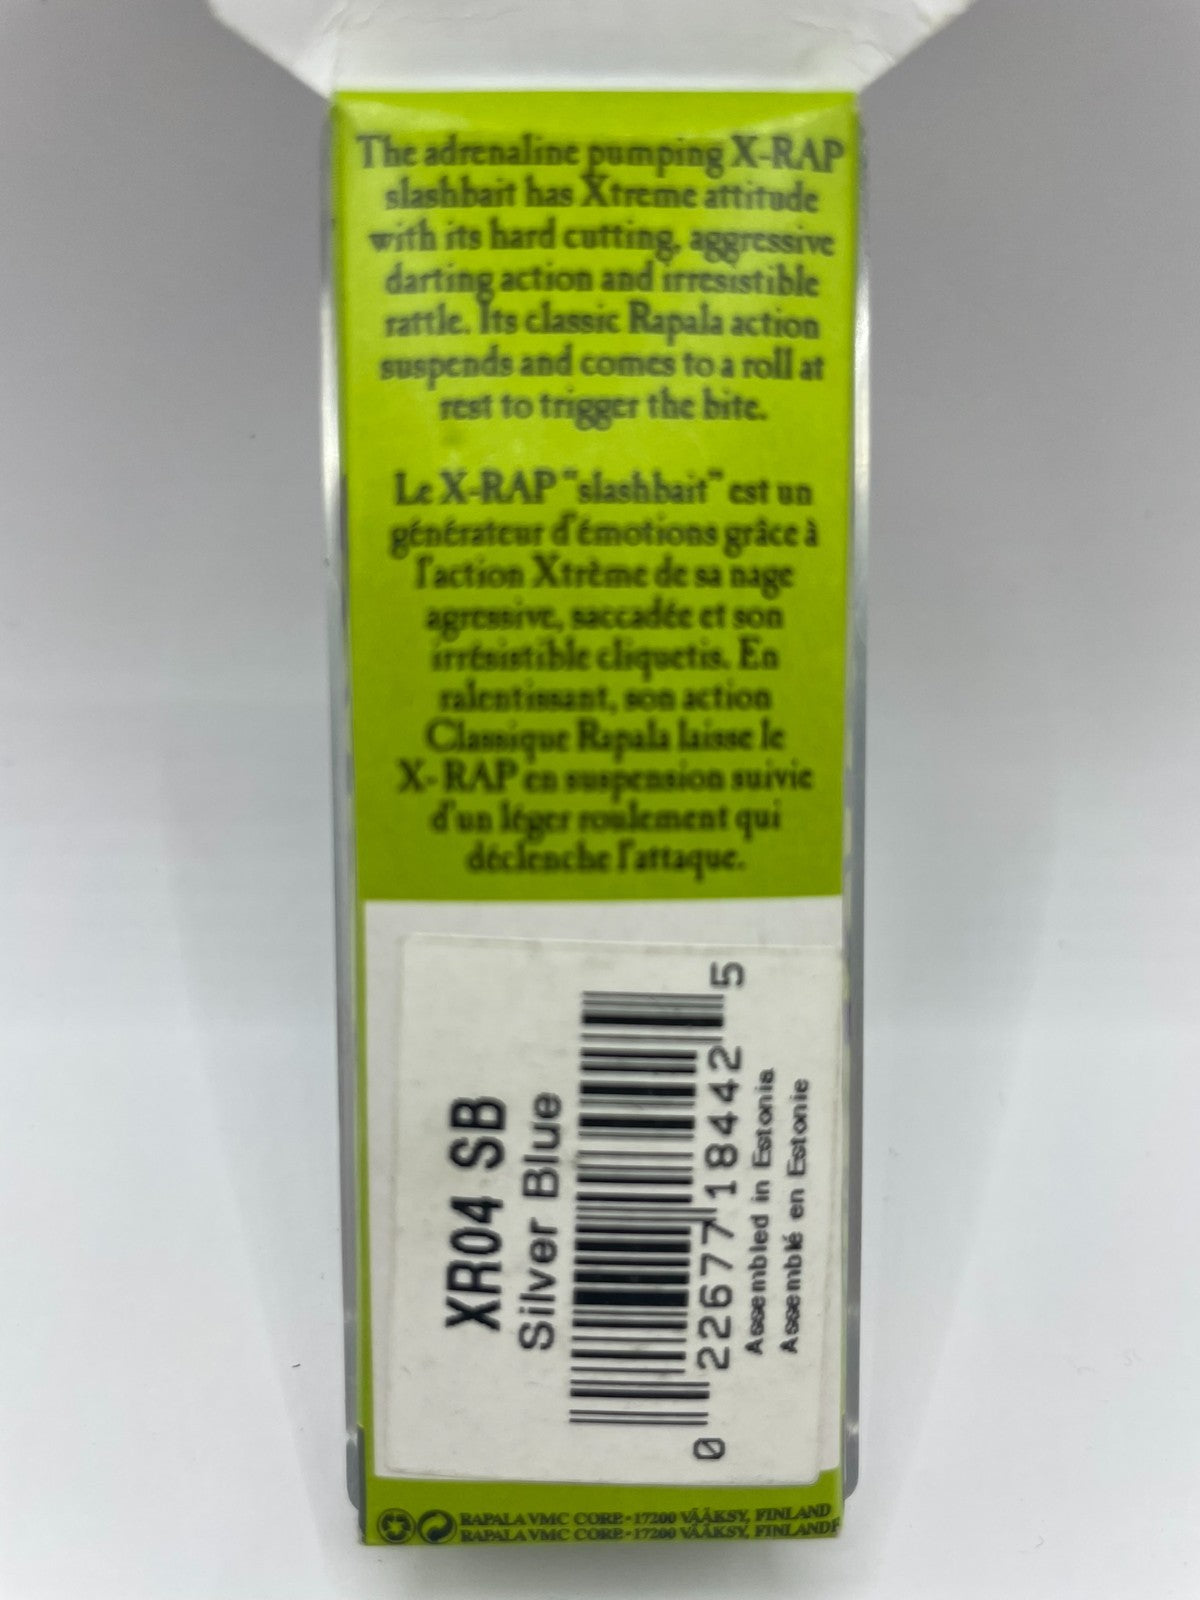 The adrenaline pumping X-RAP
slashbait has Xtreme attitude
with its hard cutting, aggressive
darting action and irresistible
rattle. Its classic Rapala action
suspends and comes to a roll at
rest to trigger the bite.
Le X-RAP "slashbait" est un
générateur d'émotions grâce à
l'action Xtrème de sa nage
agressive, saccadée et son
irrésistible cliquetis. En
ralentissant, son action
Classique Rapala laisse le
X-RAP en suspension suivie
d'un léger roulement qui
déclenche l'attaque.
XR04 SB
Silver Blue
0 22677 18442 5
Assembled in Estonia
Assemblé en Estonie
RAPALA VMC CORP. • 17200 VÄÄKSY, FINLAND
RAPALA VMC CORP. • 17200 VÄÄKSY, FINLANDF